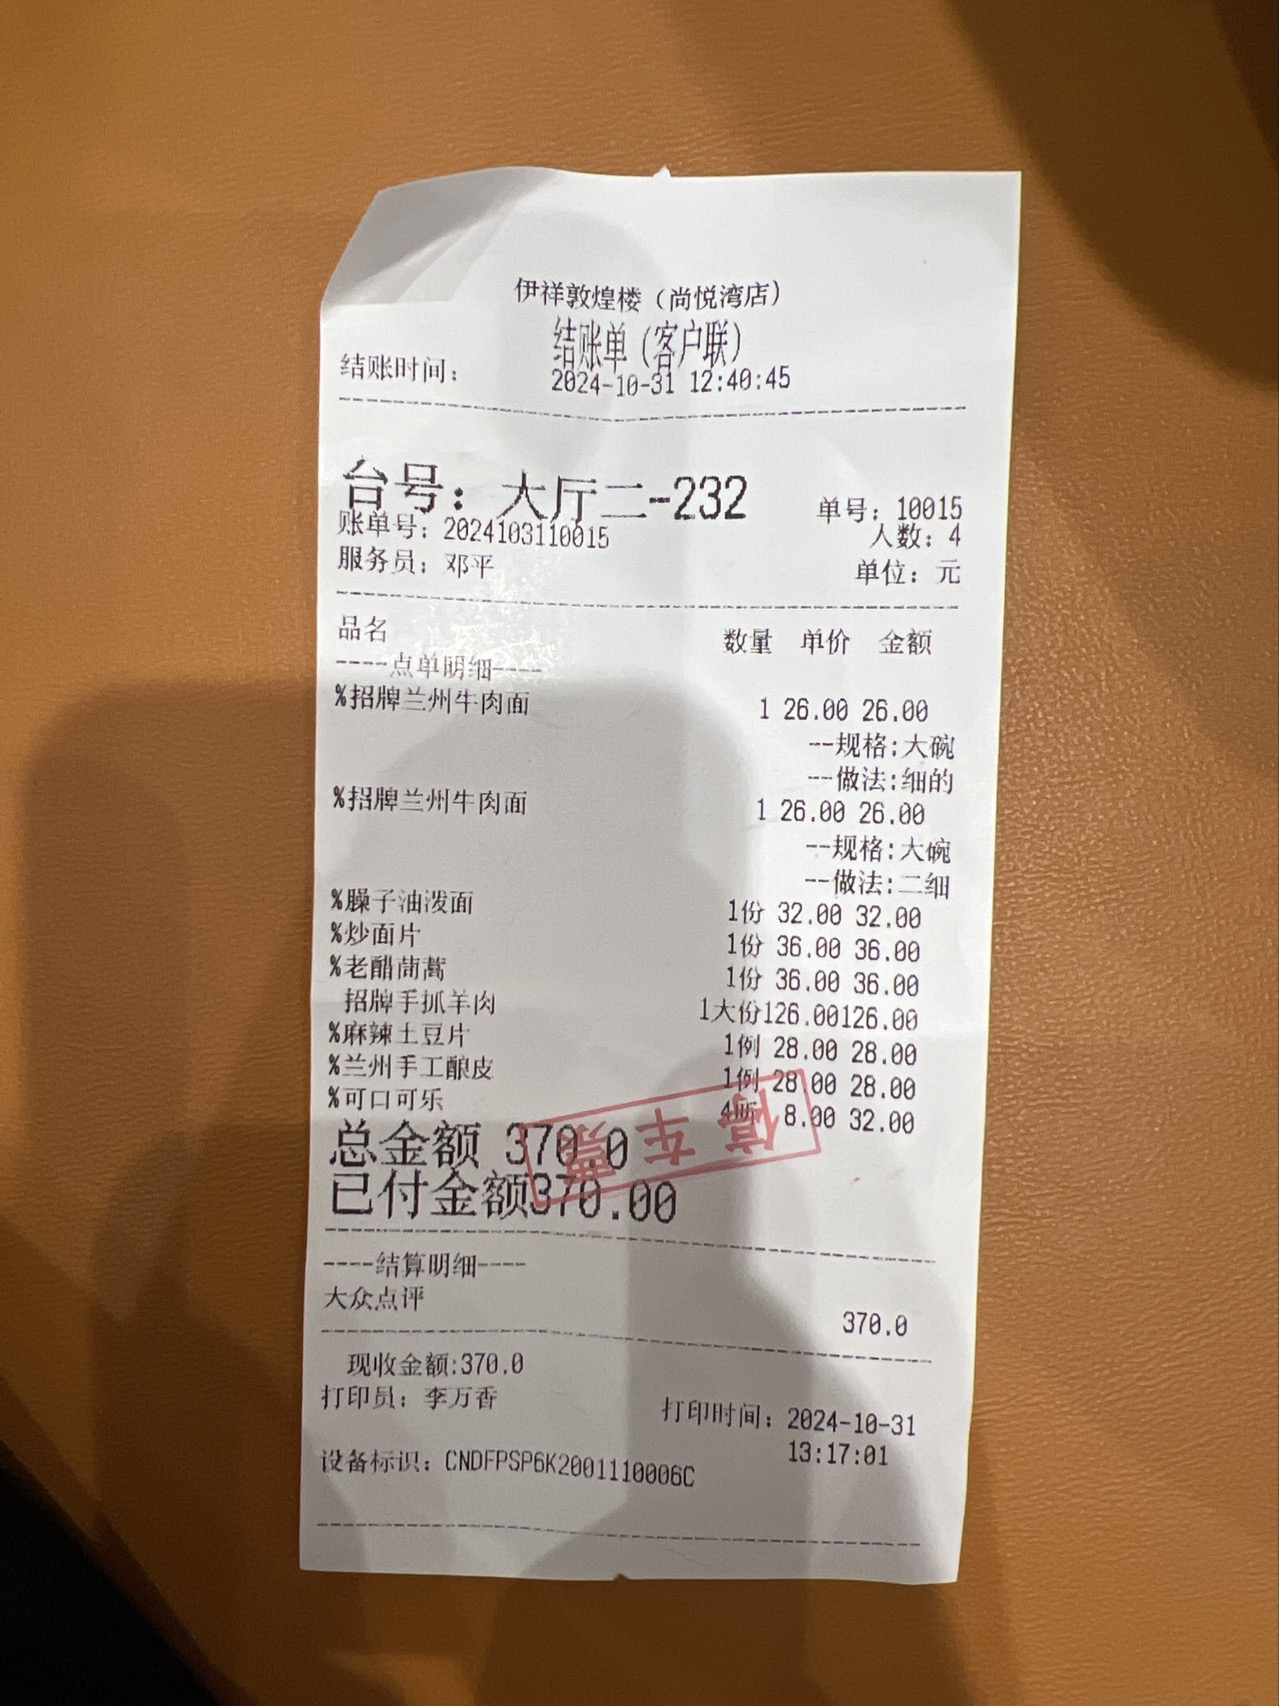 伊祥敦煌楼（尚悦湾店）
结账单（客户联）
结账时间： 2024-10-31 12:40:45
台号：大厅二-232 单号：10015
账单号：2024103110015 人数：4
服务员：邓平 单位：元
品名 数量 单价 金额
----点单明细----
%招牌兰州牛肉面 1 26.00 26.00
--规格:大碗
--做法:细的
%招牌兰州牛肉面 1 26.00 26.00
--规格:大碗
--做法:二细
%臊子油泼面 1份 32.00 32.00
%炒面片 1份 36.00 36.00
%老醋茼蒿 1份 36.00 36.00
招牌手抓羊肉 1大份126.00126.00
%麻辣土豆片 1例 28.00 28.00
%兰州手工酿皮 1例 28.00 28.00
%可口可乐 4听 8.00 32.00
停车票
总金额 370.0
已付金额370.00
----结算明细----
大众点评 370.0
现收金额:370.0
打印员：李万香 打印时间：2024-10-31
13:17:01
设备标识：CNDFPSP6K2001110006C